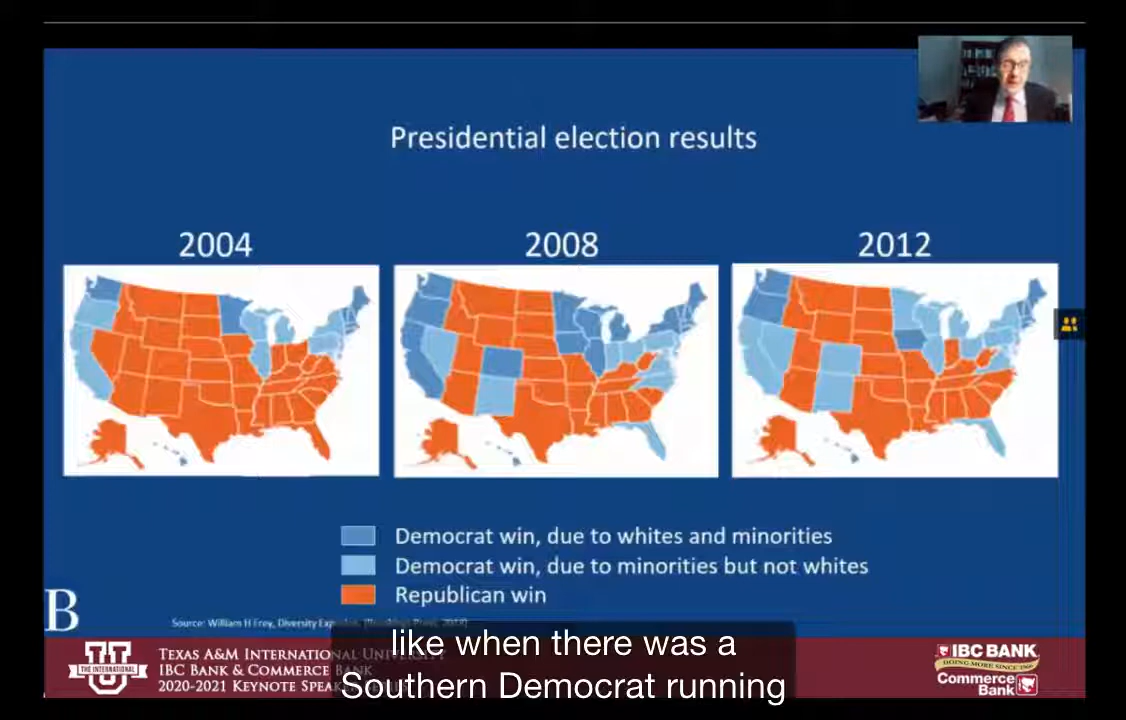 Presidential election results
2004
2008
2012
Democrat win, due to whites and minorities
Democrat win, due to minorities but not whites
Republican win
B
Source: William H Frey, Diversity
like when there was a
Southern Democrat running
U
THE INTERNATIONAL
TEXAS A&M INTERNATIONAL UNIVERSITY
IBC BANK & COMMERCE BANK
2020-2021 KEYNOTE
IBC BANK
DOING MORE SINCE 1966
Commerce
Bank